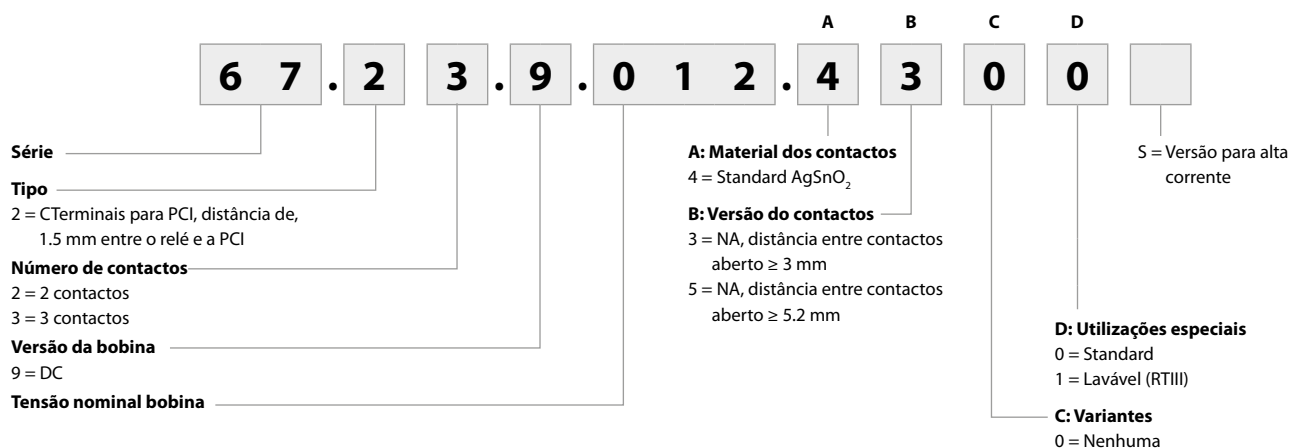 A B C D
6 7 . 2 3 . 9 . 0 1 2 . 4 3 0 0
Série
Tipo
2 = CTerminais para PCI, distância de,
1.5 mm entre o relé e a PCI
Número de contactos
2 = 2 contactos
3 = 3 contactos
Versão da bobina
9 = DC
Tensão nominal bobina
A: Material dos contactos
4 = Standard AgSnO₂
B: Versão do contactos
3 = NA, distância entre contactos
aberto ≥ 3 mm
5 = NA, distância entre contactos
aberto ≥ 5.2 mm
S = Versão para alta
corrente
D: Utilizações especiais
0 = Standard
1 = Lavável (RTIII)
C: Variantes
0 = Nenhuma